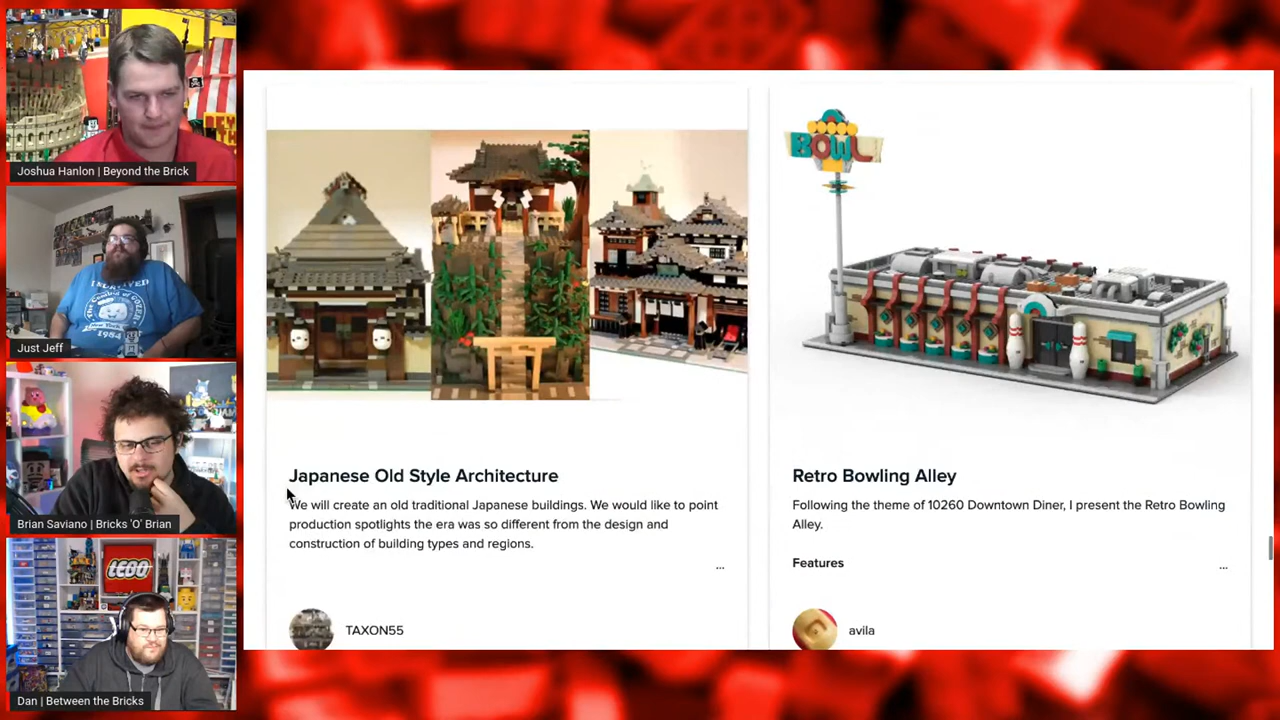 Joshua Hanlon | Beyond the Brick
Just Jeff
1984
Brian Saviano | Bricks 'O' Brian
LEGO
Dan | Between the Bricks
BOWL
Japanese Old Style Architecture
We will create an old traditional Japanese buildings. We would like to point
production spotlights the era was so different from the design and
construction of building types and regions.
...
TAXON55
Retro Bowling Alley
Following the theme of 10260 Downtown Diner, I present the Retro Bowling
Alley.
Features
...
avila